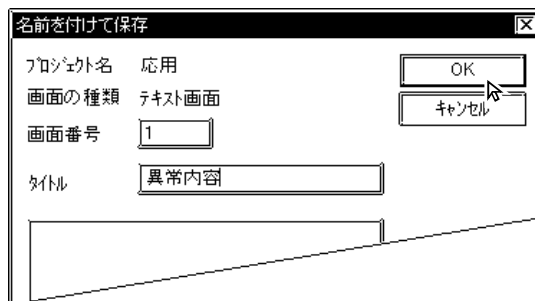 名前を付けて保存
ﾌﾟﾛｼﾞｪｸﾄ名 応用
OK
画面の種類 ﾃｷｽﾄ画面
ｷｬﾝｾﾙ
画面番号 1
ﾀｲﾄﾙ 異常内容